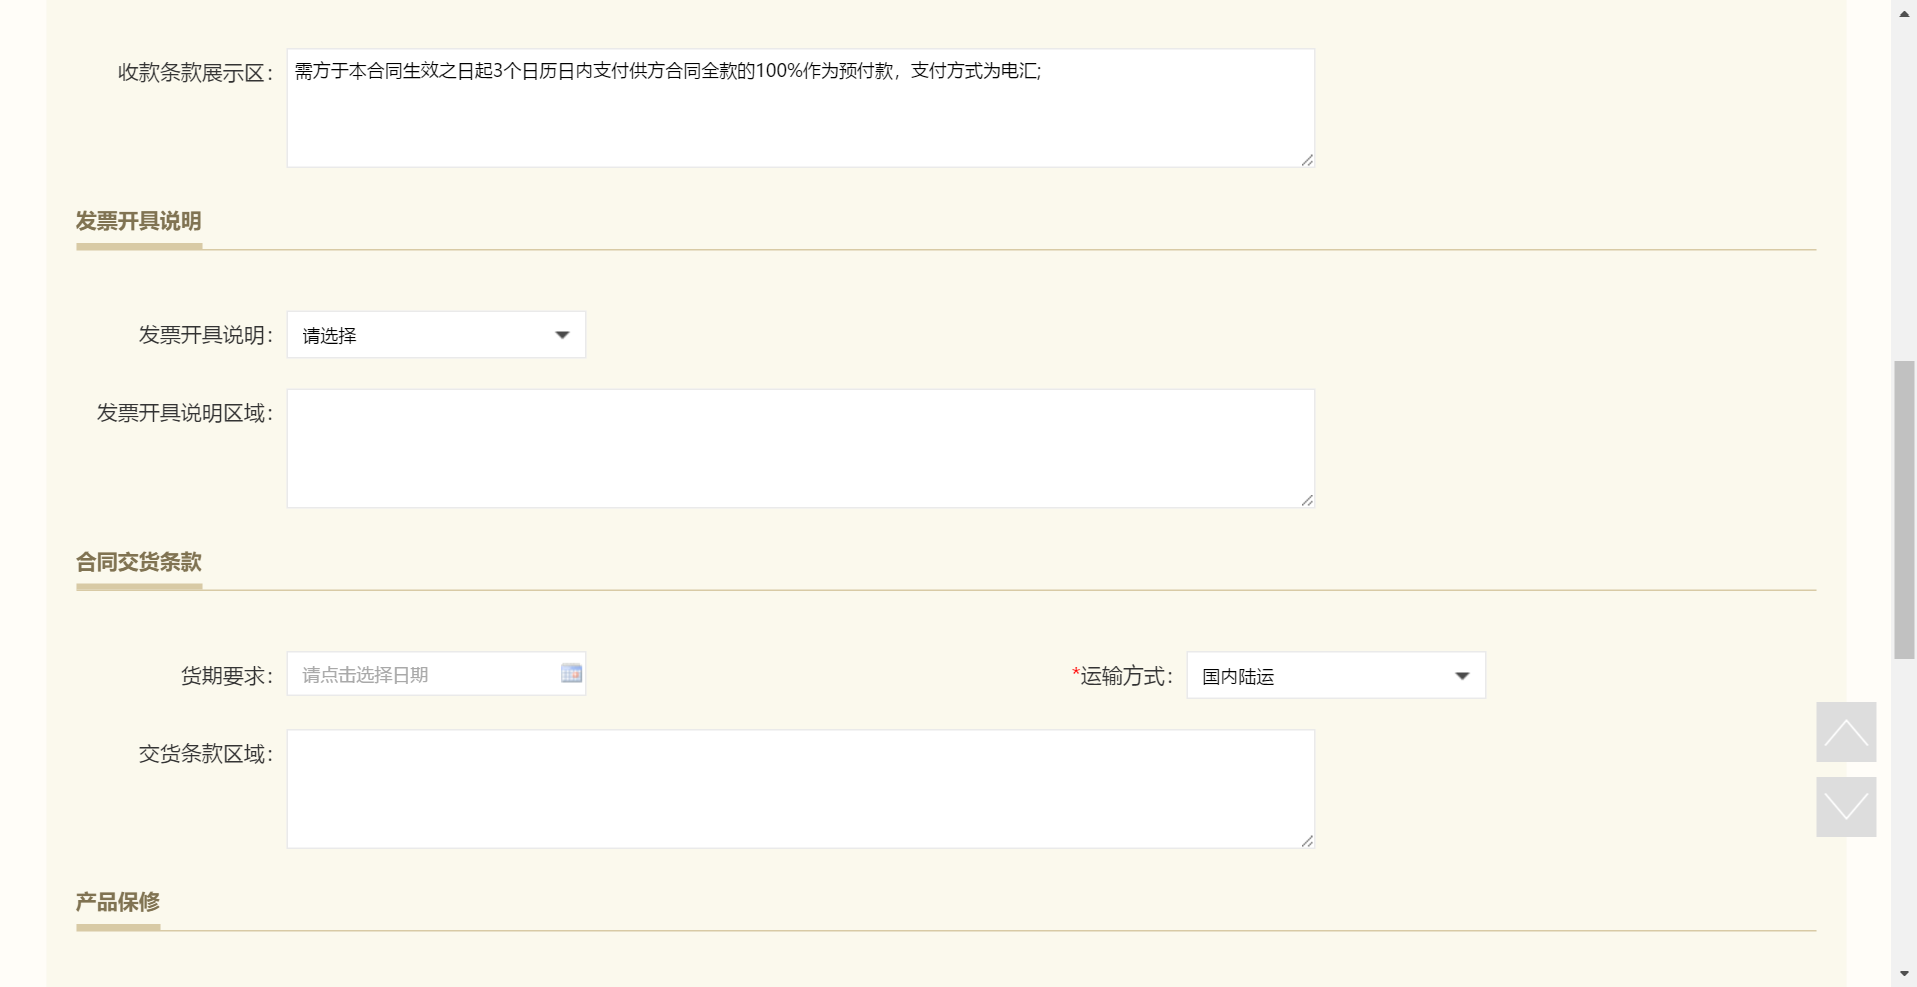 收款条款展示区：
需方于本合同生效之日起3个日历日内支付供方合同全款的100%作为预付款，支付方式为电汇;
发票开具说明
发票开具说明：
请选择
发票开具说明区域：
合同交货条款
货期要求：
请点击选择日期
*运输方式：
国内陆运
交货条款区域：
产品保修